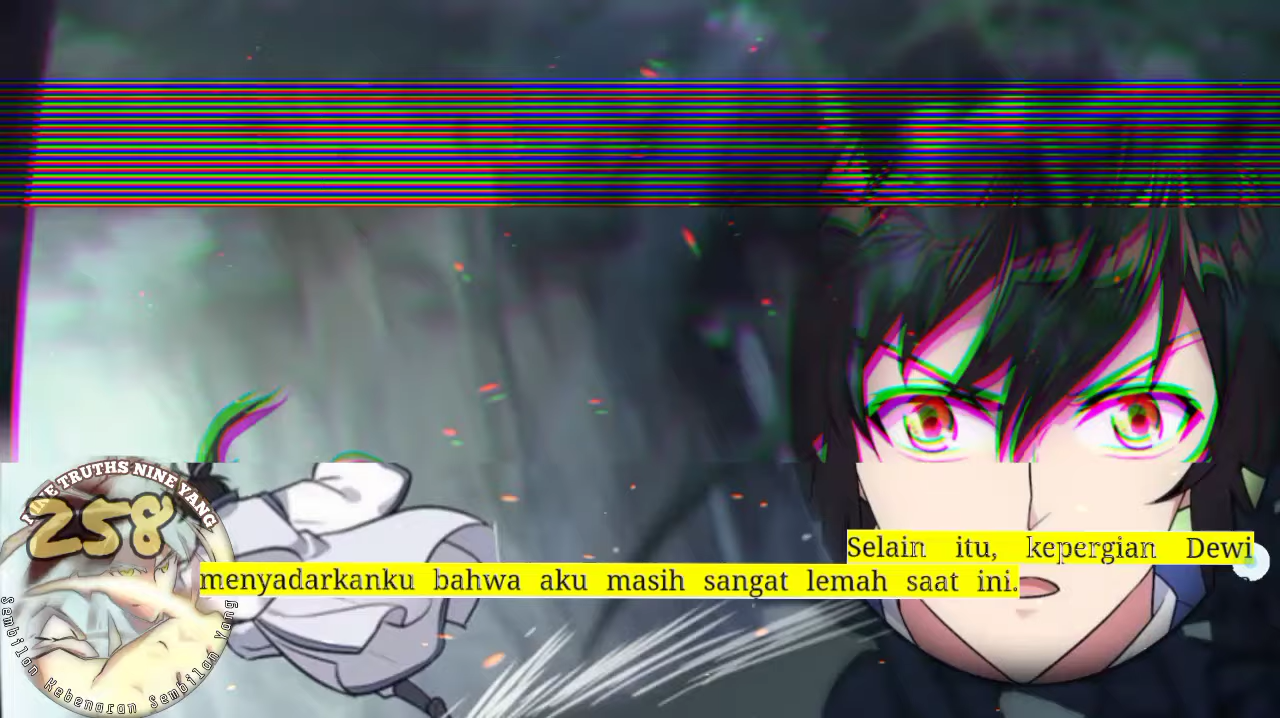 NINE TRUTHS NINE YANG
258
Sembilan Kebenaran Sembilan Yang
Selain itu, kepergian Dewi
menyadarkanku bahwa aku masih sangat lemah saat ini.